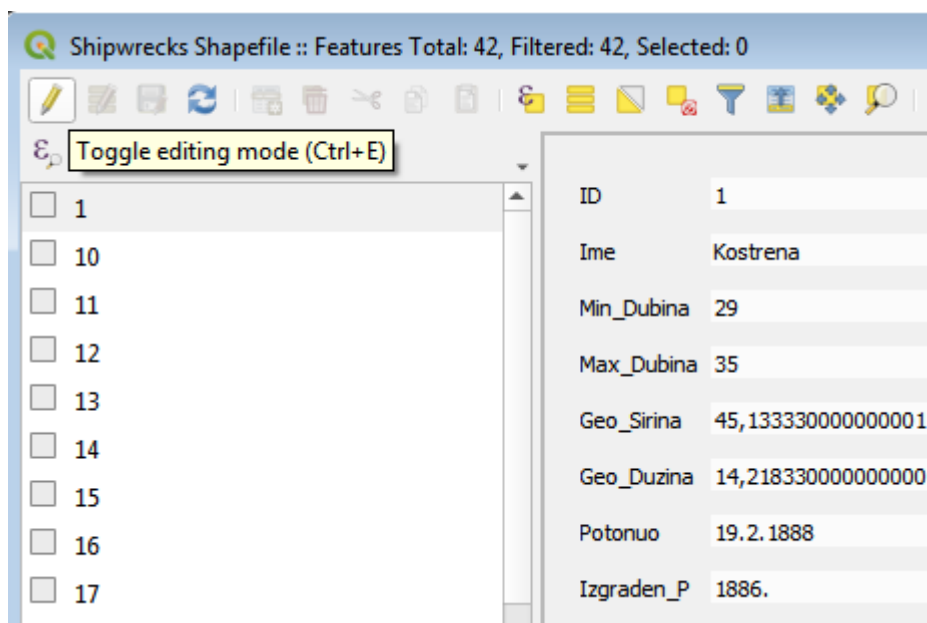 Shipwrecks Shapefile :: Features Total: 42, Filtered: 42, Selected: 0
Toggle editing mode (Ctrl+E)
1
10
11
12
13
14
15
16
17
ID 1
Ime Kostrena
Min_Dubina 29
Max_Dubina 35
Geo_Sirina 45,133330000000001
Geo_Duzina 14,218330000000000
Potonuo 19.2.1888
Izgraden_P 1886.